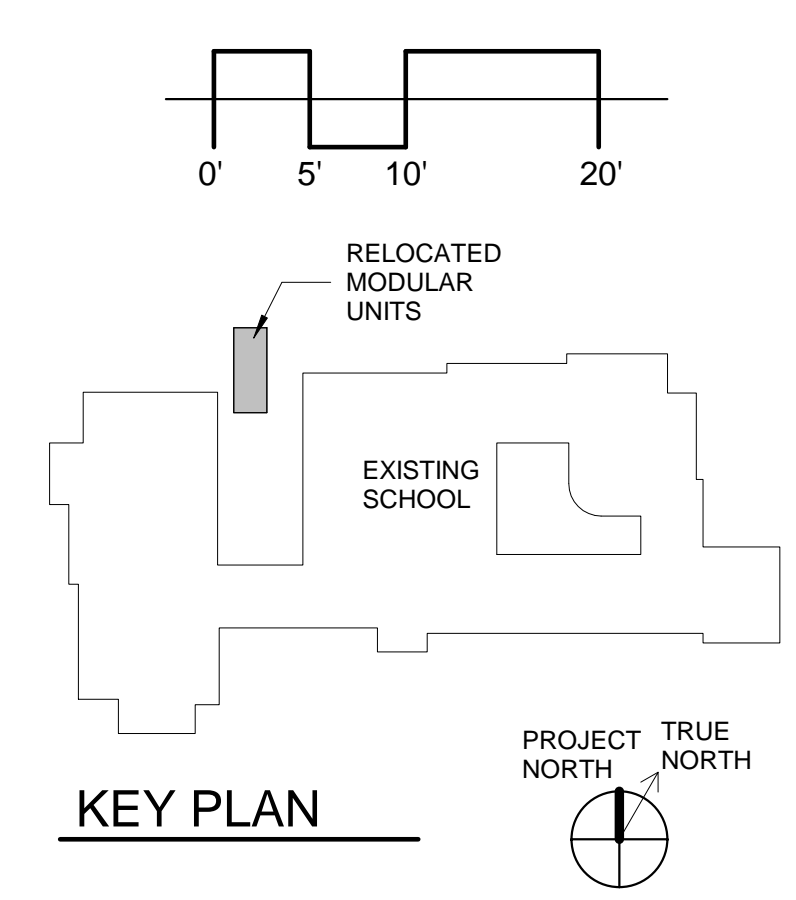 0' 5' 10' 20'
RELOCATED
MODULAR
UNITS
EXISTING
SCHOOL
PROJECT
NORTH
TRUE
NORTH
KEY PLAN